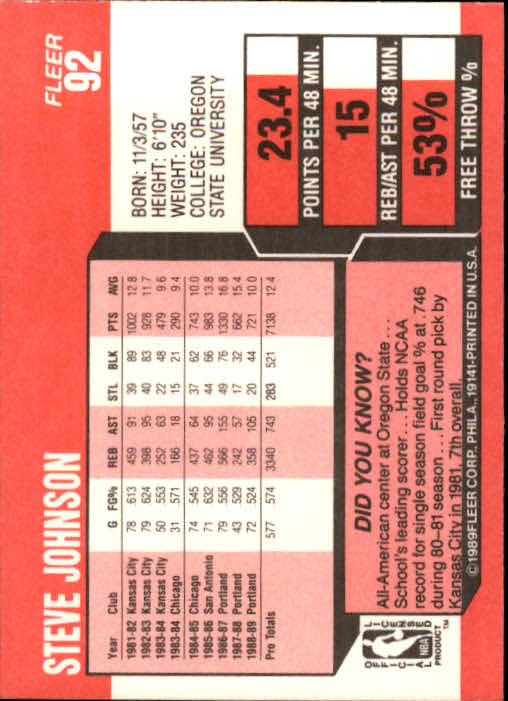 STEVE JOHNSON
FLEER
92
BORN: 11/3/57
HEIGHT: 6'10"
WEIGHT: 235
COLLEGE: OREGON
STATE UNIVERSITY
Year Club G FG% REB AST STL BLK PTS AVG
1981-82 Kansas City 78 .613 459 91 39 89 1002 12.8
1982-83 Kansas City 79 .624 398 95 40 83 928 11.7
1983-84 Kansas City 50 .553 252 63 22 48 479 9.6
1983-84 Chicago 31 .571 166 18 15 21 290 9.4
1984-85 Chicago 74 .545 437 64 37 62 743 10.0
1985-86 San Antonio 71 .632 462 95 44 66 983 13.8
1986-87 Portland 79 .556 566 155 49 76 1330 16.8
1987-88 Portland 43 .529 242 57 17 32 662 15.4
1988-89 Portland 72 .524 358 105 20 44 721 10.0
Pro Totals 577 .574 3340 743 283 521 7138 12.4
23.4
POINTS PER 48 MIN.
15
REB/AST PER 48 MIN.
53%
FREE THROW %
DID YOU KNOW?
All-American center at Oregon State . . .
School's leading scorer . . . Holds NCAA
record for single season field goal % at .746
during 80–81 season . . . First round pick by
Kansas City in 1981, 7th overall.
©1989FLEER CORP., PHILA., 19141-PRINTED IN U.S.A.
OFFICIAL
LICENSED
NBA
PRODUCT™